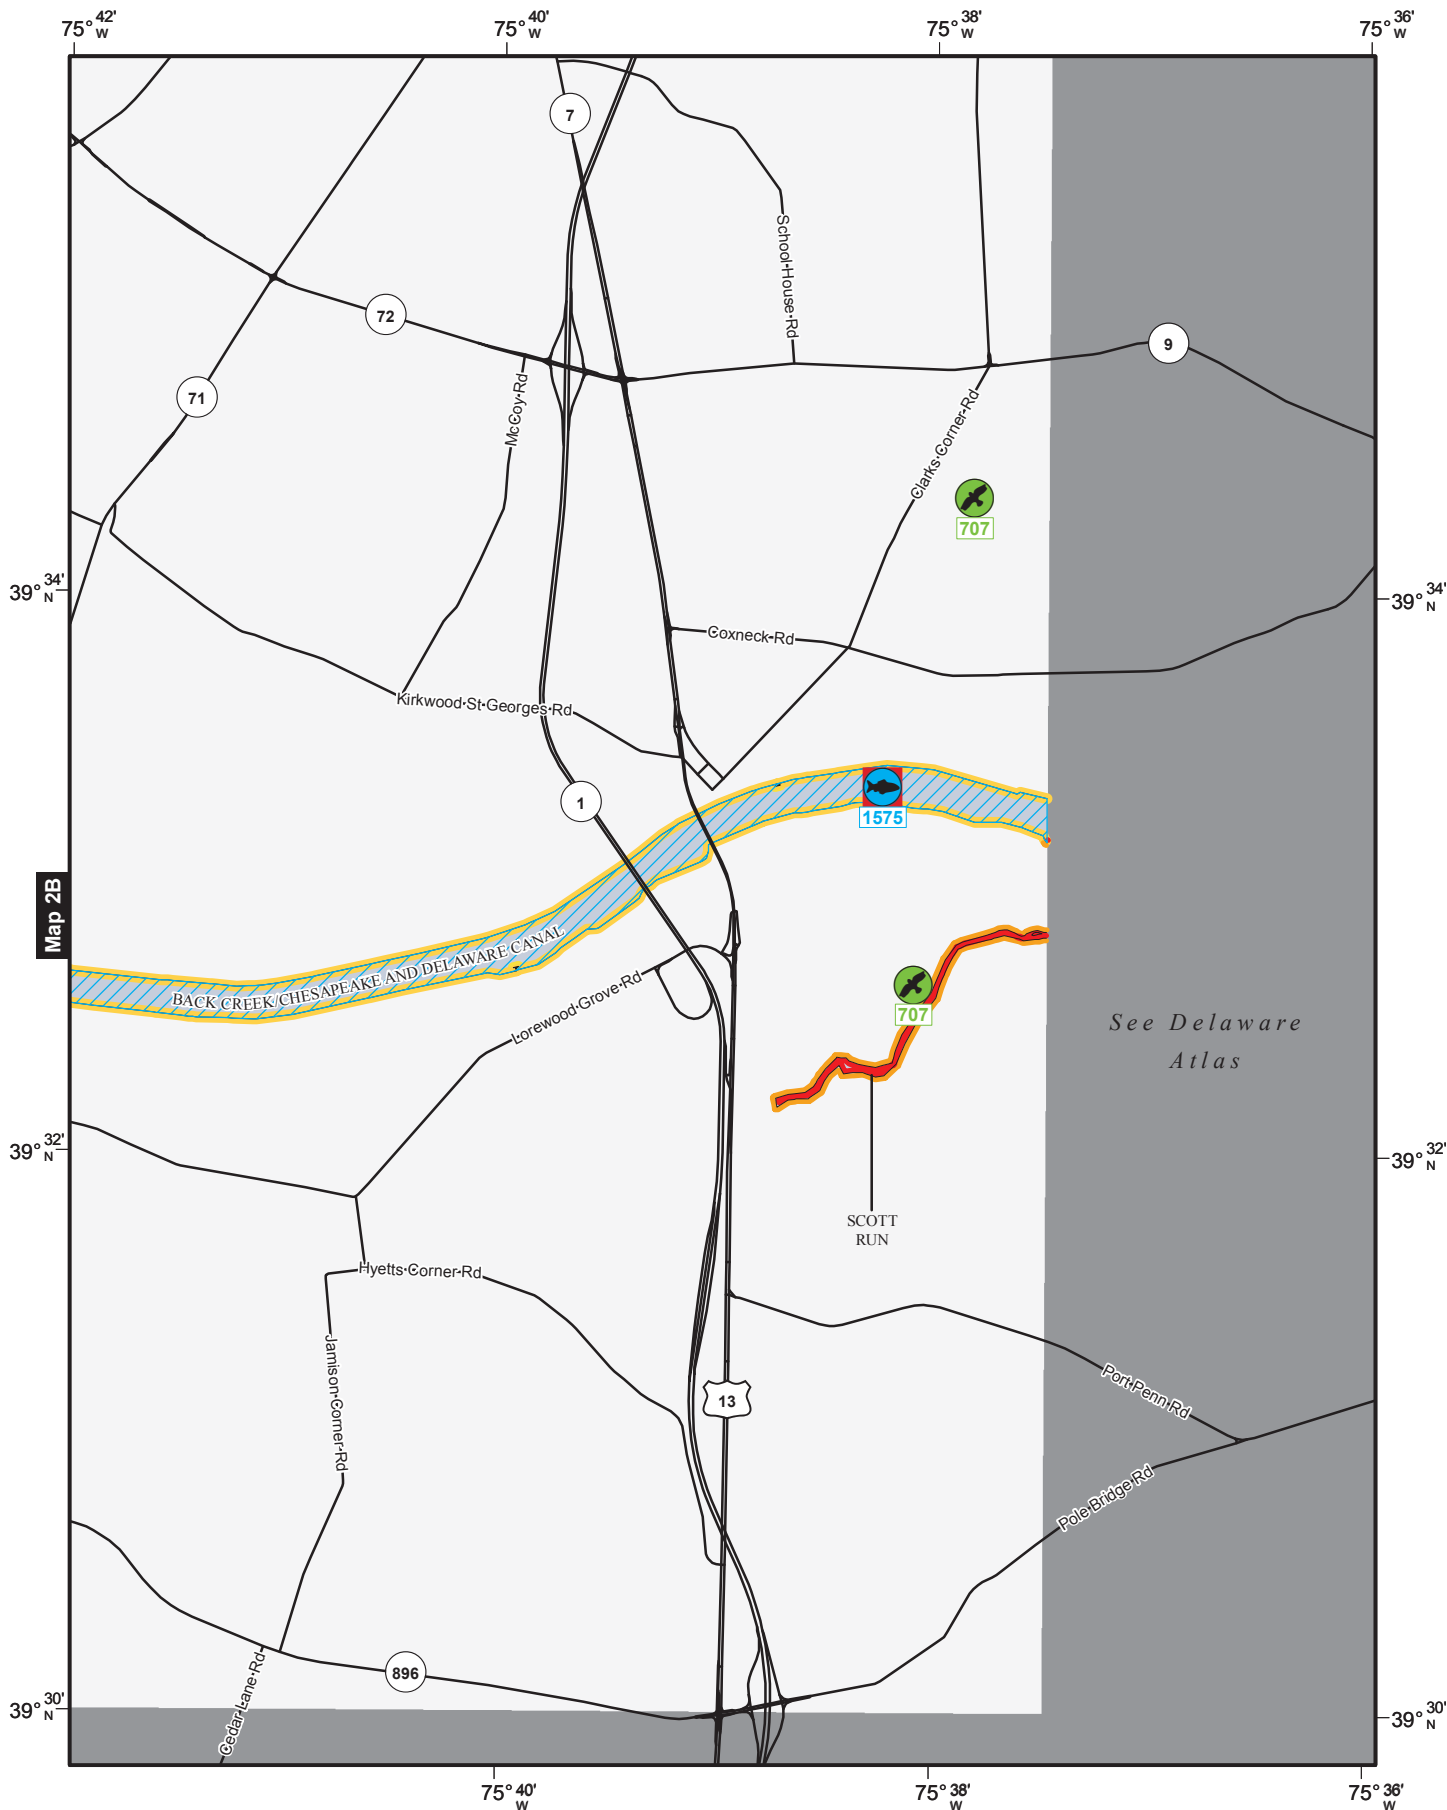 75° 42' W
75° 40' W
75° 38' W
75° 36' W
7
School House Rd
72
9
71
McCoy Rd
Clarks Corner Rd
707
39° 34' N
39° 34' N
Coxneck Rd
Kirkwood St Georges Rd
1
1575
Map 2B
BACK CREEK/CHESAPEAKE AND DELAWARE CANAL
Lorewood Grove Rd
707
See Delaware
Atlas
39° 32' N
39° 32' N
SCOTT
RUN
Hyetts Corner Rd
Jamison Corner Rd
13
Port Penn Rd
Pole Bridge Rd
896
Cedar Lane Rd
39° 30' N
39° 30' N
75° 40' W
75° 38' W
75° 36' W